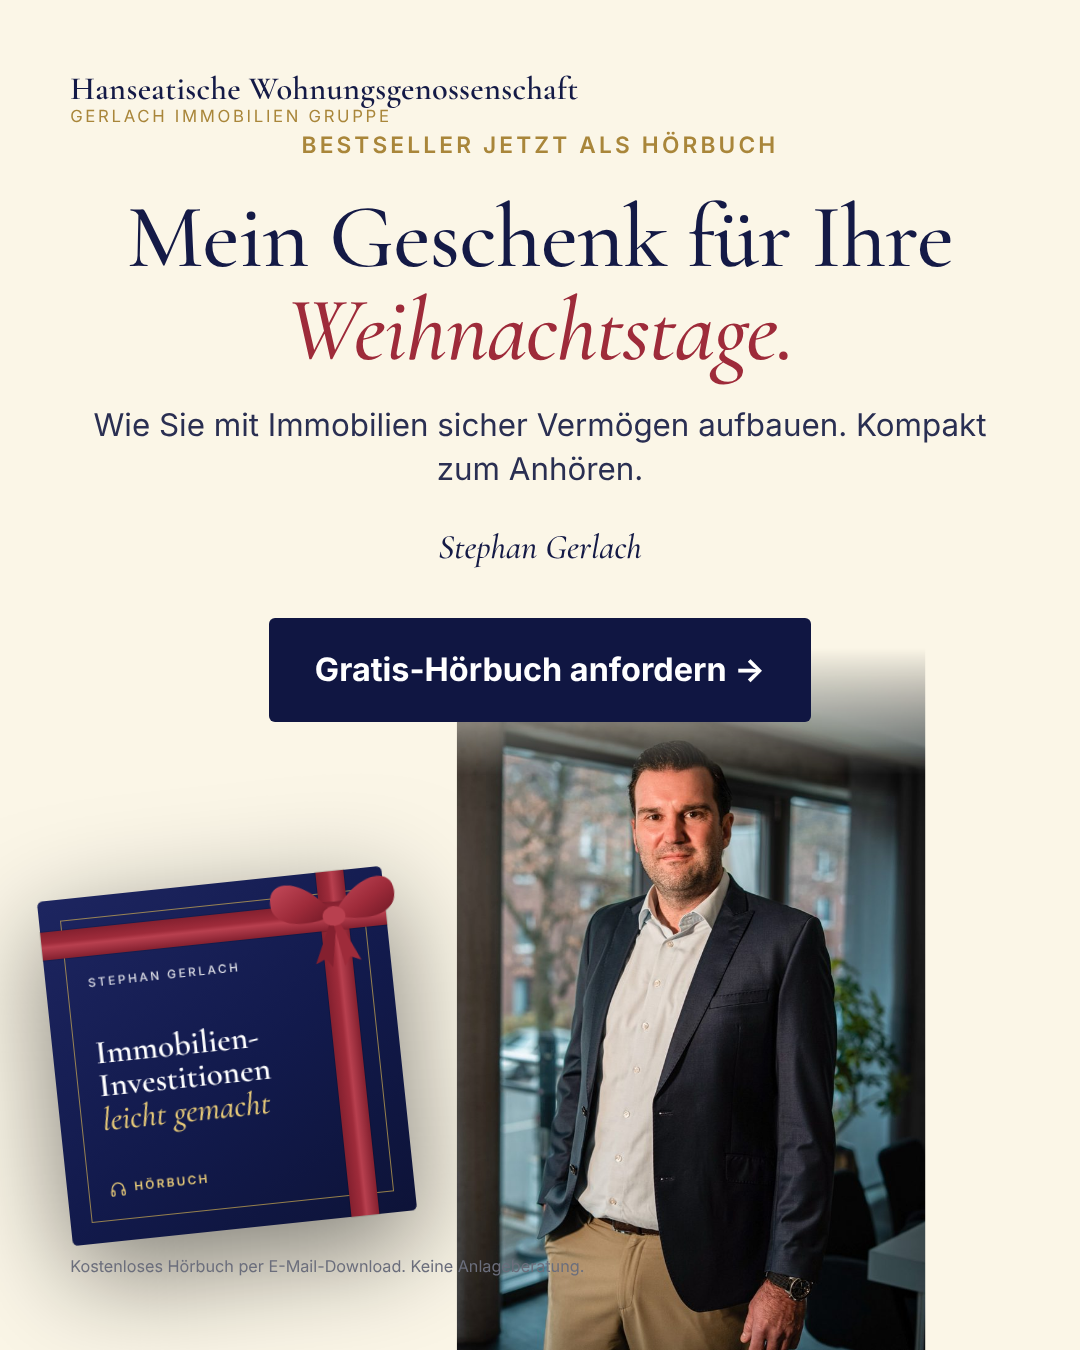 Hanseatische Wohnungsgenossenschaft
GERLACH IMMOBILIEN GRUPPE
BESTSELLER JETZT ALS HÖRBUCH
Mein Geschenk für Ihre
Weihnachtstage.
Wie Sie mit Immobilien sicher Vermögen aufbauen. Kompakt
zum Anhören.
Stephan Gerlach
Gratis-Hörbuch anfordern →
STEPHAN GERLACH
Immobilien-
Investitionen
leicht gemacht
HÖRBUCH
Kostenloses Hörbuch per E-Mail-Download. Keine Anlageberatung.